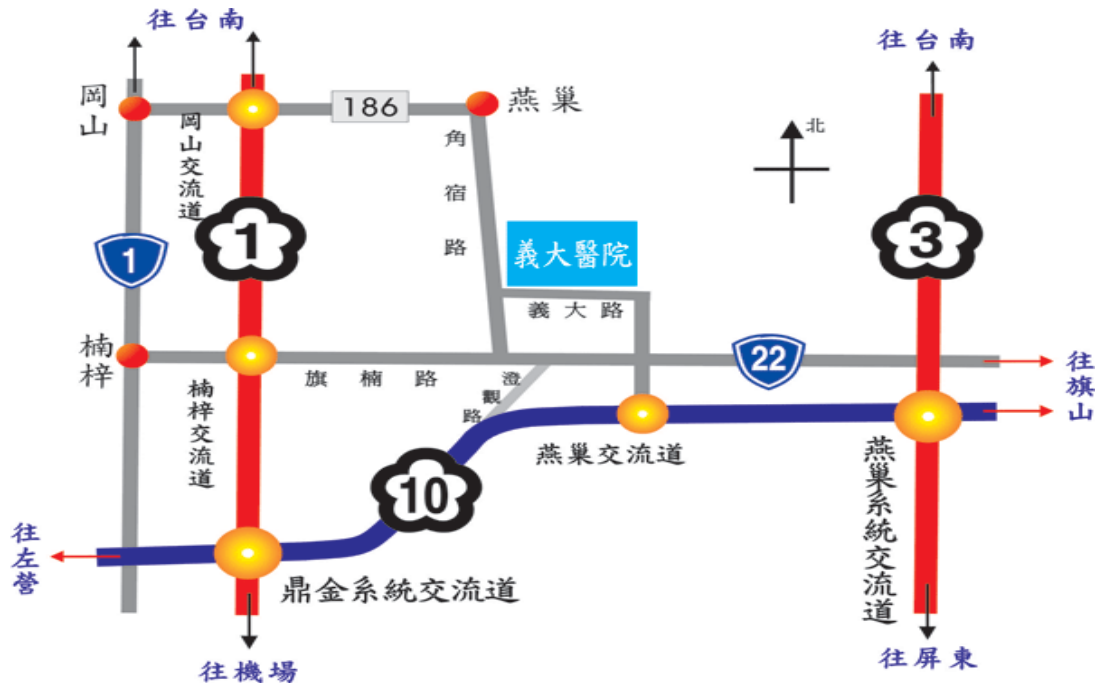 往台南
往台南
岡山
186
燕巢
北
岡山交流道
角宿路
1
1
3
義大醫院
義大路
楠梓
22
往旗山
旗楠路
澄觀路
楠梓交流道
燕巢交流道
燕巢系統交流道
10
往左營
鼎金系統交流道
往機場
往屏東